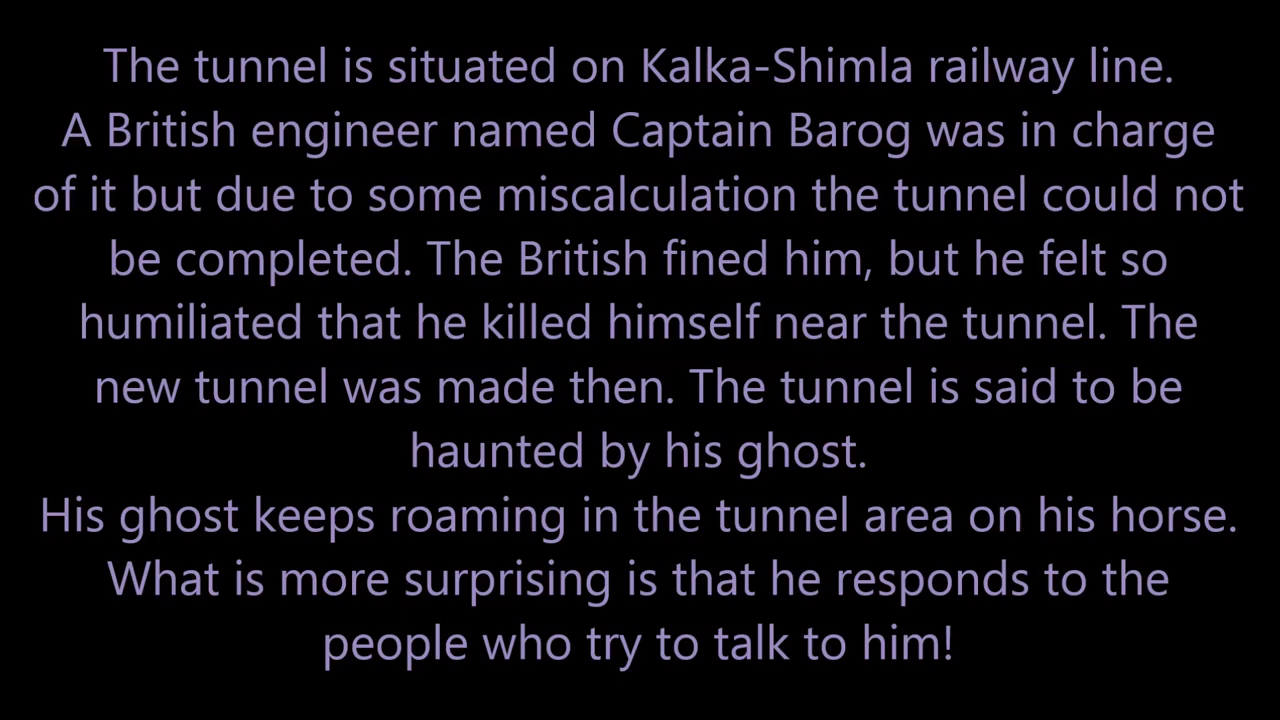 The tunnel is situated on Kalka-Shimla railway line.
A British engineer named Captain Barog was in charge
of it but due to some miscalculation the tunnel could not
be completed. The British fined him, but he felt so
humiliated that he killed himself near the tunnel. The
new tunnel was made then. The tunnel is said to be
haunted by his ghost.
His ghost keeps roaming in the tunnel area on his horse.
What is more surprising is that he responds to the
people who try to talk to him!